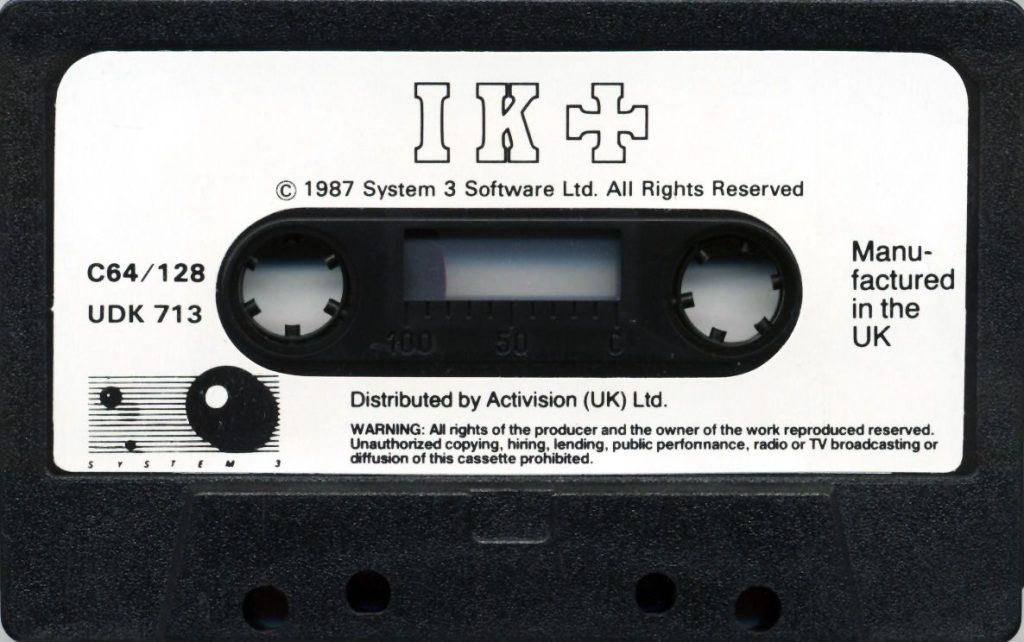 IK+
© 1987 System 3 Software Ltd. All Rights Reserved
C64/128
UDK 713
Manu-
factured
in the
UK
100 50 0
SYSTEM 3
Distributed by Activision (UK) Ltd.
WARNING: All rights of the producer and the owner of the work reproduced reserved.
Unauthorized copying, hiring, lending, public performance, radio or TV broadcasting or
diffusion of this cassette prohibited.